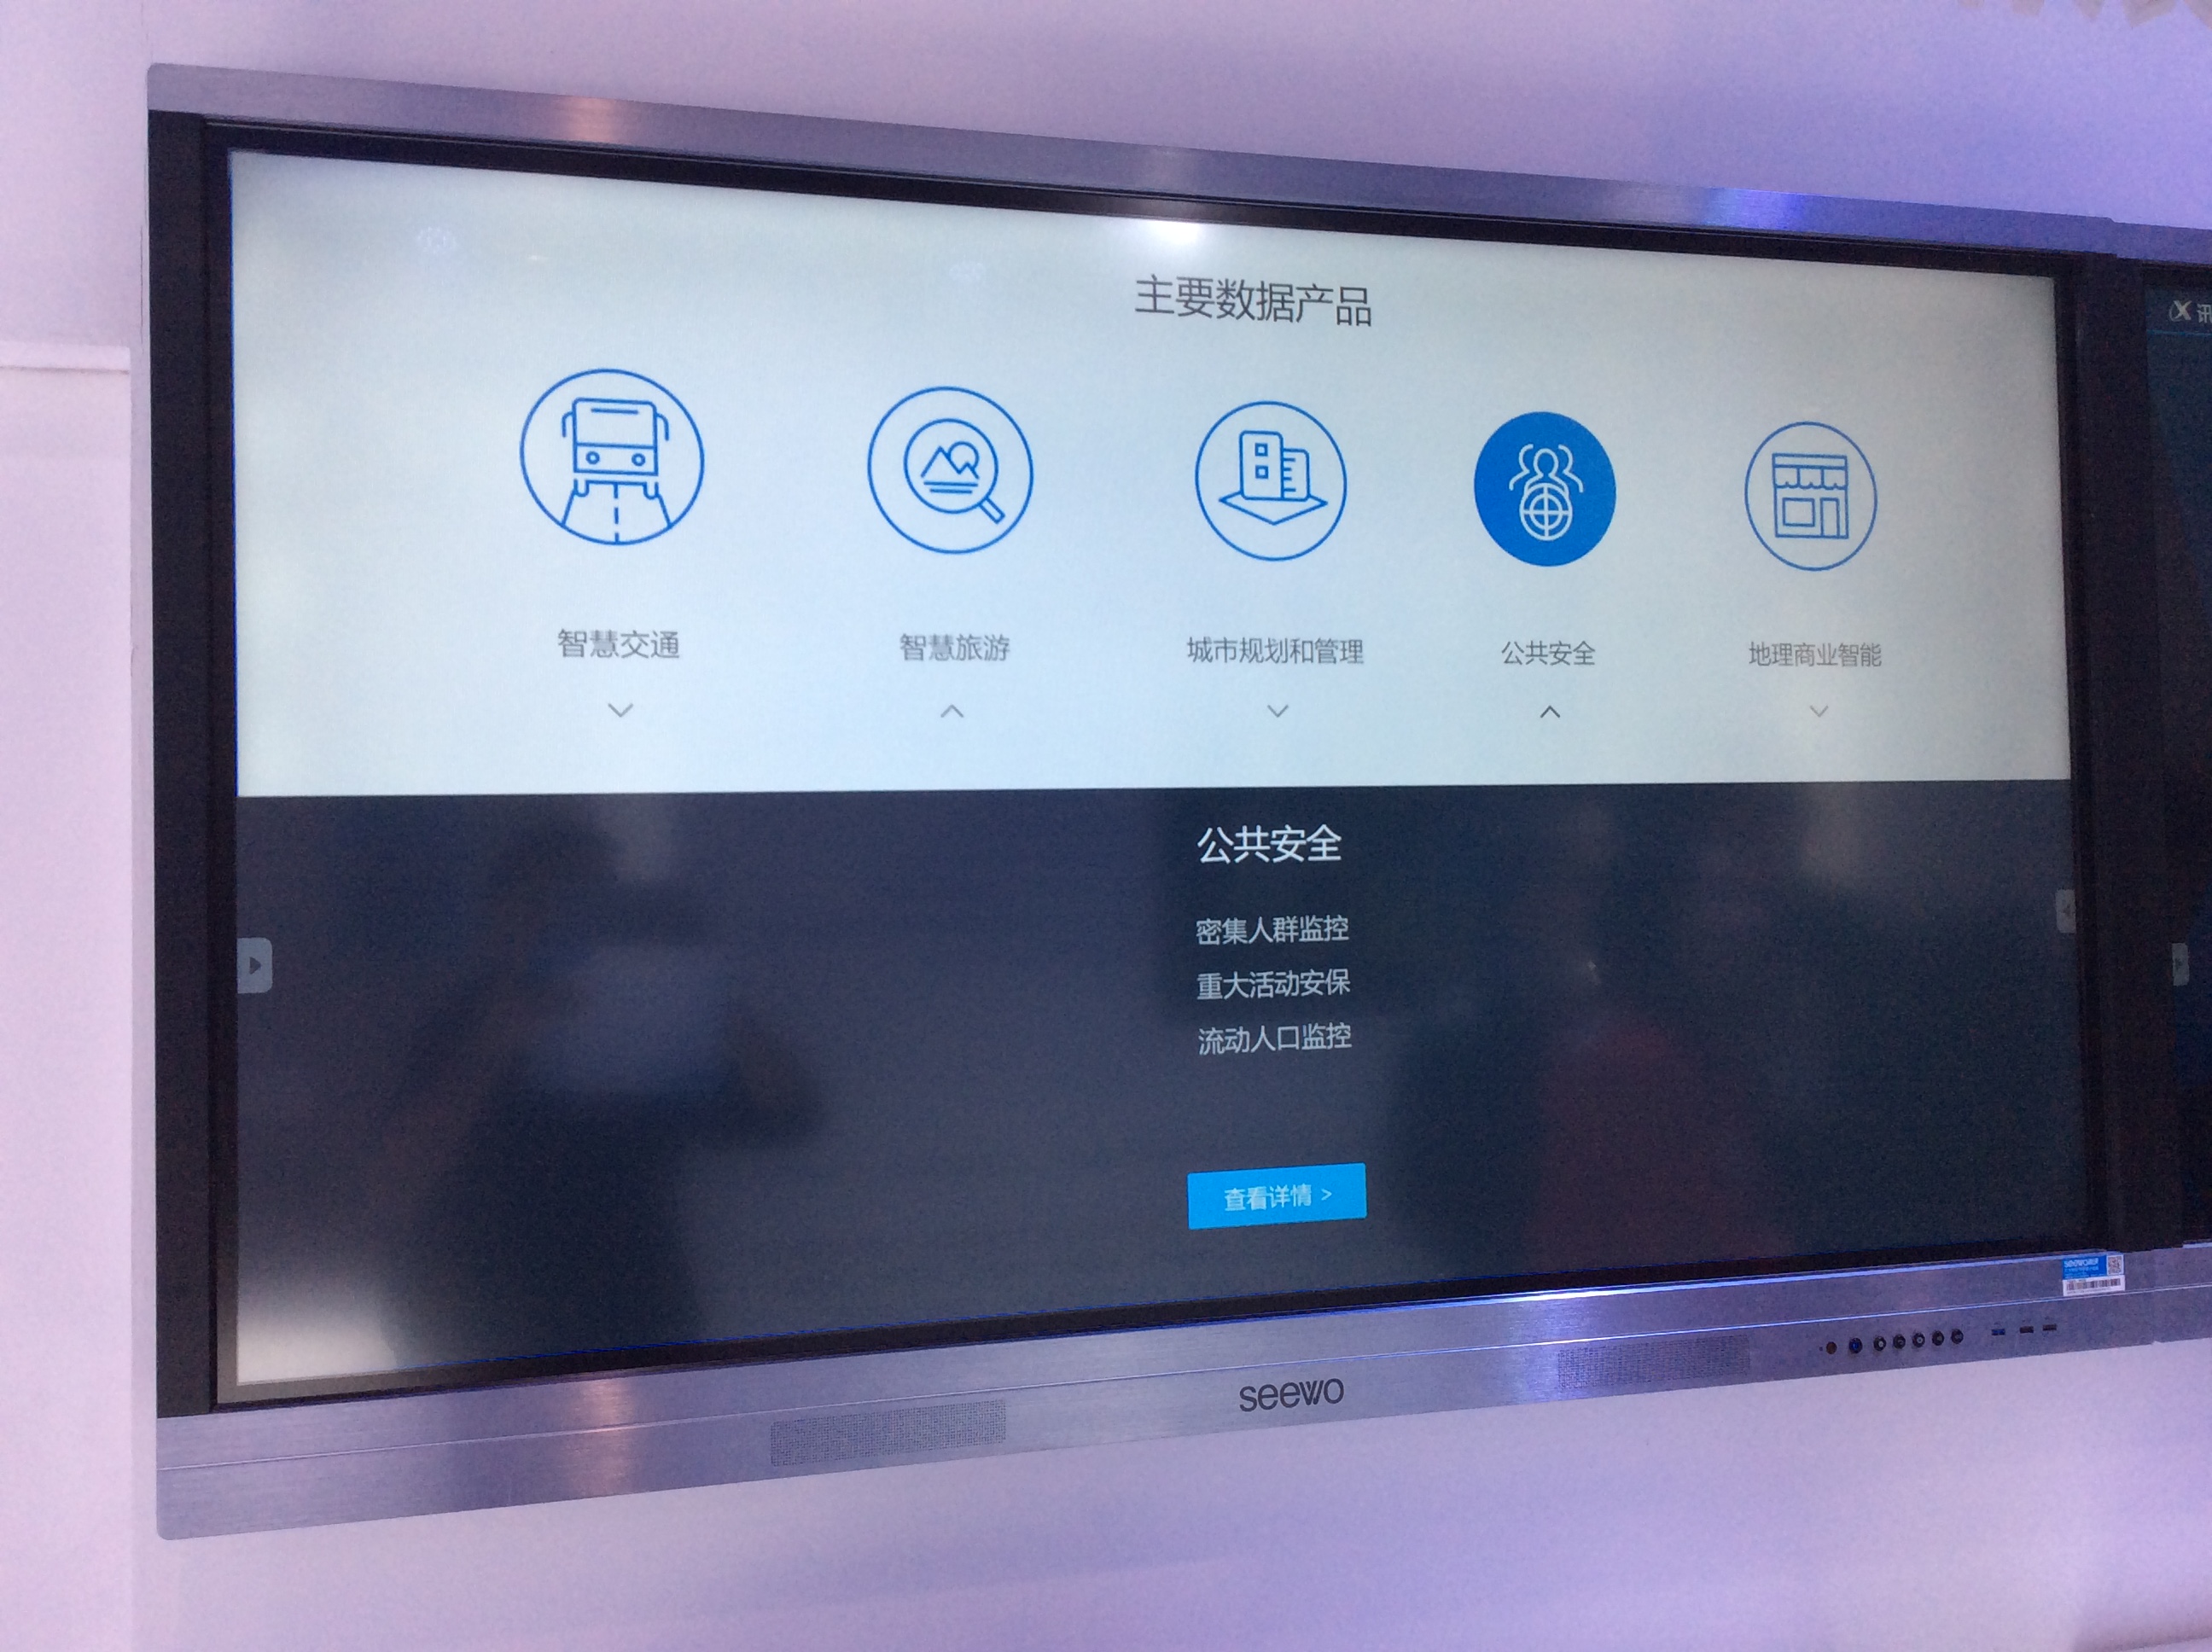 主要数据产品
智慧交通
智慧旅游
城市规划和管理
公共安全
地理商业智能
公共安全
密集人群监控
重大活动安保
流动人口监控
查看详情 >
seewo
讯